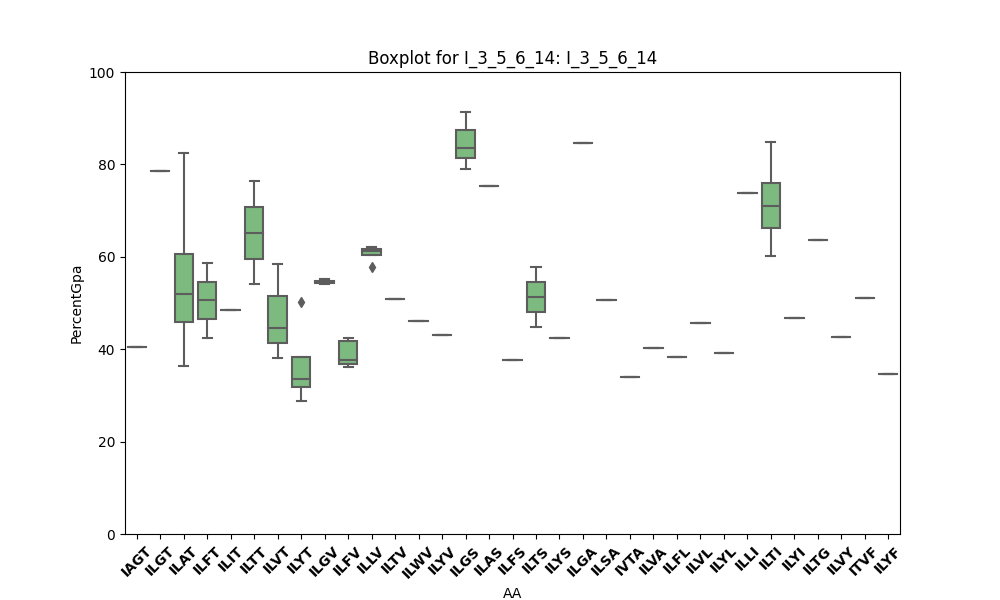 Boxplot for I_3_5_6_14: I_3_5_6_14
100
80
60
40
20
0
PercentGpa
IAGT ILGT ILAT ILFT ILIT ILTT ILVT ILYT ILGV ILFV ILLV ILTV ILWV ILYV ILGS ILAS ILFS ILTS ILYS ILGA ILSA IVTA ILVA ILFL ILVL ILYL ILLI ILTI ILYI ILTG ILVY ITVF ILYF
AA